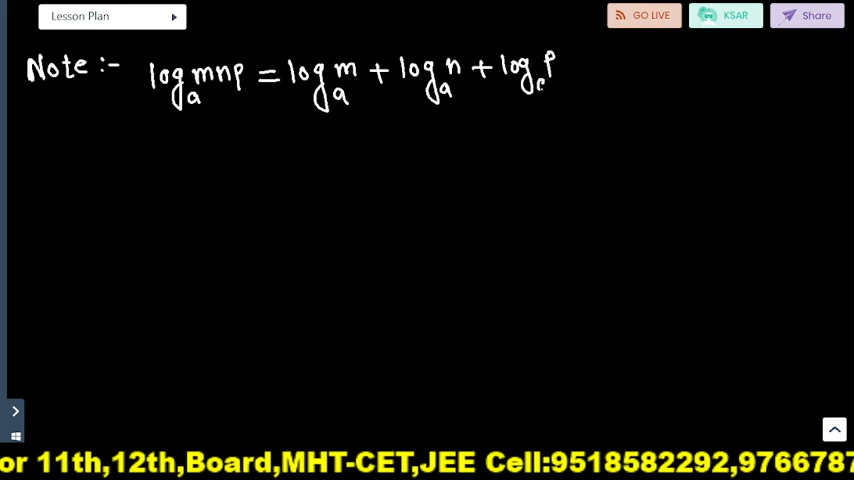 Lesson Plan
GO LIVE
KSAR
Share
Note :- log_a mnp = log_a m + log_a n + log p
or 11th,12th,Board,MHT-CET,JEE Cell:9518582292,9766787